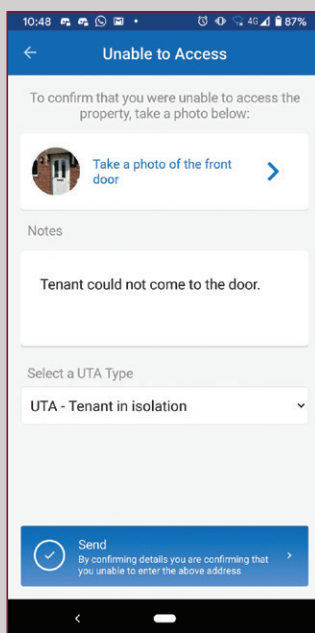 10:48 4G 87%
Unable to Access
To confirm that you were unable to access the
property, take a photo below:
Take a photo of the front
door
Notes
Tenant could not come to the door.
Select a UTA Type
UTA - Tenant in isolation
Send
By confirming details you are confirming that
you unable to enter the above address